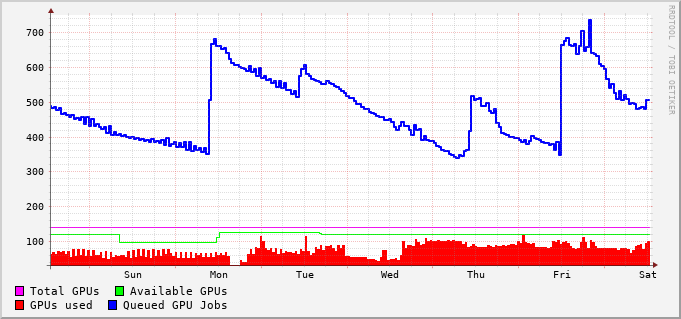 700
600
500
400
300
200
100
Sun Mon Tue Wed Thu Fri Sat
Total GPUs Available GPUs
GPUs used Queued GPU Jobs
RRDTOOL / TOBI OETIKER